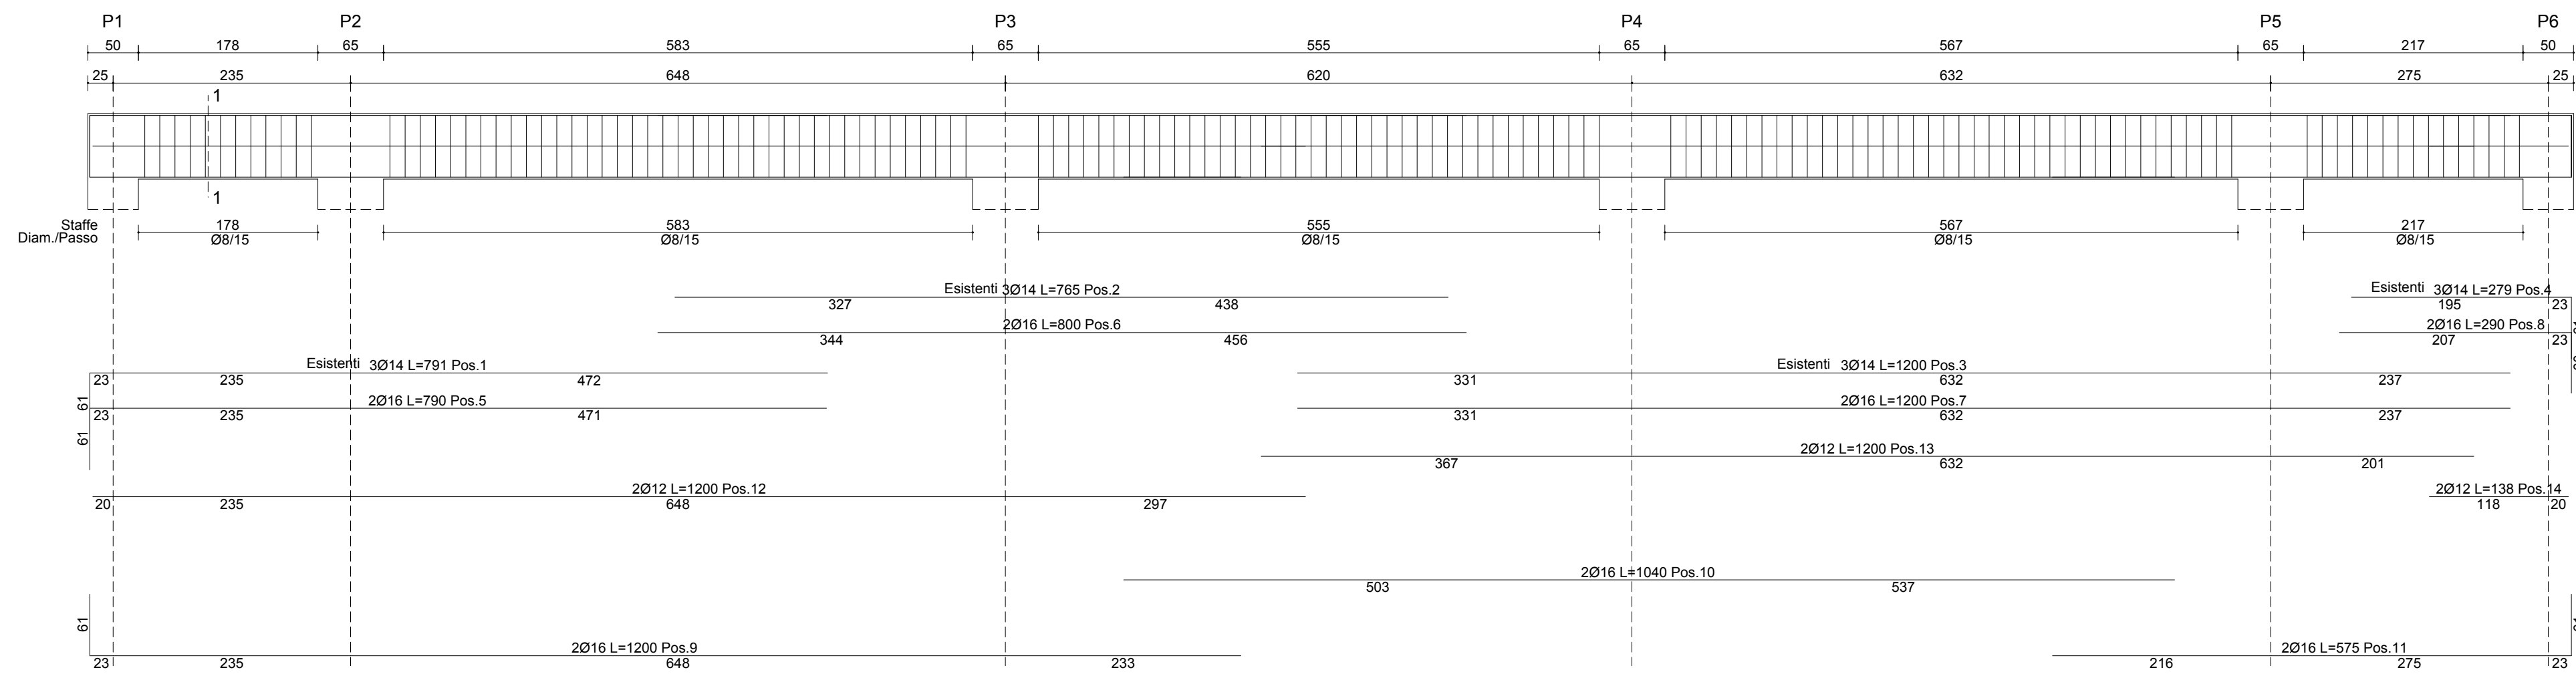 P1 P2 P3 P4 P5 P6
50 178 65 583 65 555 65 567 65 217 50
25 235 648 620 632 275 25
1
1
Staffe 178 583 555 567 217
Diam./Passo Ø8/15 Ø8/15 Ø8/15 Ø8/15 Ø8/15
Esistenti 3Ø14 L=765 Pos.2 Esistenti 3Ø14 L=279 Pos.4
327 438 195 23
2Ø16 L=800 Pos.6 2Ø16 L=290 Pos.8
344 456 207 23
Esistenti 3Ø14 L=791 Pos.1 Esistenti 3Ø14 L=1200 Pos.3
23 235 472 331 632 237
61
2Ø16 L=790 Pos.5 2Ø16 L=1200 Pos.7
23 235 471 331 632 237
61
2Ø12 L=1200 Pos.13
367 632 201
2Ø12 L=1200 Pos.12 2Ø12 L=138 Pos.14
20 235 648 297 118 20
2Ø16 L=1040 Pos.10
503 537
61
2Ø16 L=1200 Pos.9 2Ø16 L=575 Pos.11
23 235 648 233 216 275 23